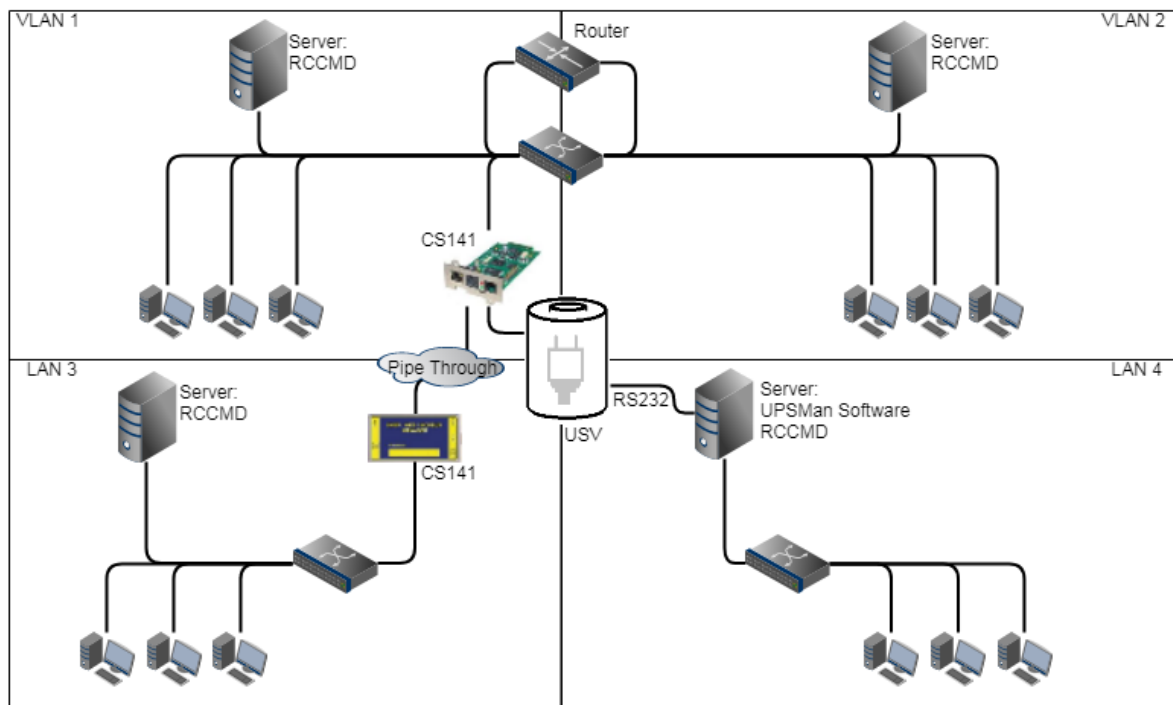 VLAN 1
VLAN 2
Server:
RCCMD
Router
Server:
RCCMD
CS141
LAN 3
Pipe Through
LAN 4
Server:
RCCMD
RS232
Server:
UPSMan Software
RCCMD
USV
CS141